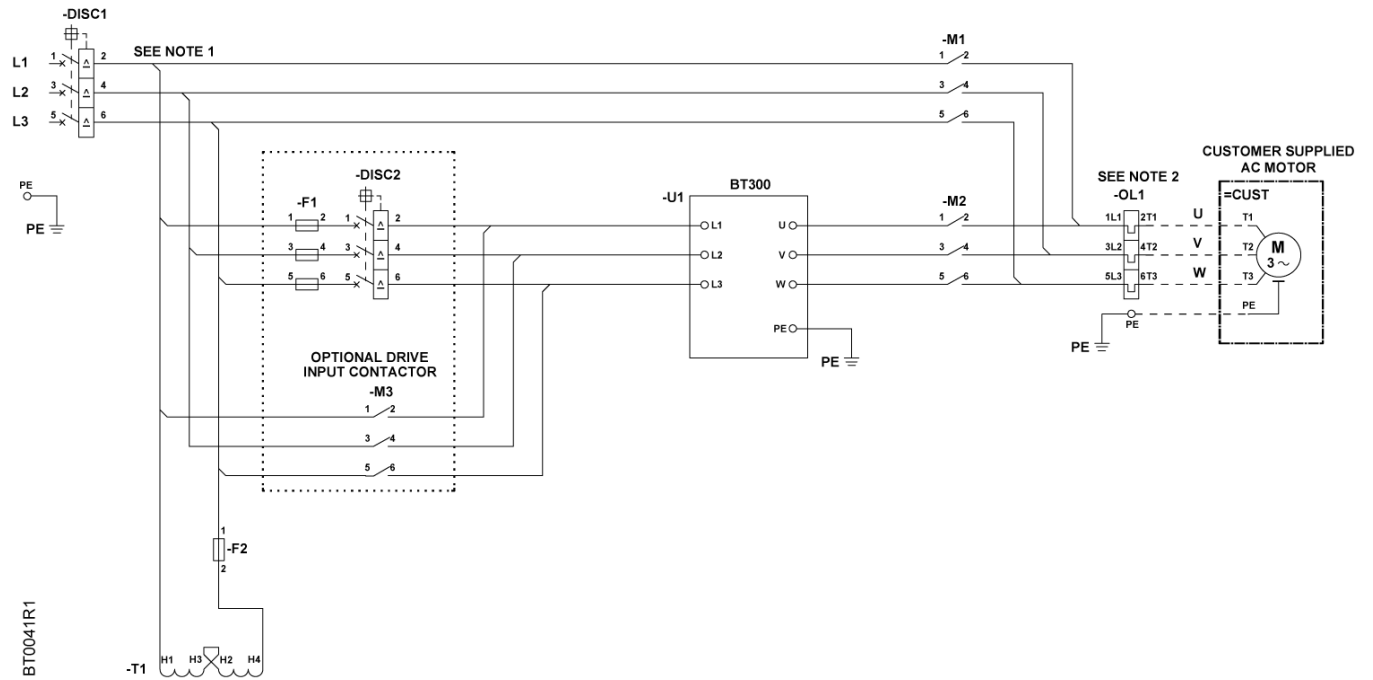 -DISC1
SEE NOTE 1
L1 1 2
L2 3 4
L3 5 6
-M1
1 2
3 4
5 6
PE
PE
-F1
1 2
3 4
5 6
-DISC2
1 2
3 4
5 6
-U1
BT300
L1 U
L2 V
L3 W
PE
PE
-M2
1 2
3 4
5 6
SEE NOTE 2
-OL1
1L1 2T1
3L2 4T2
5L3 6T3
U
V
W
PE
PE
CUSTOMER SUPPLIED
AC MOTOR
=CUST
T1
T2
T3
PE
M
3 ~
OPTIONAL DRIVE
INPUT CONTACTOR
-M3
1 2
3 4
5 6
1
-F2
2
-T1
H1 H3 H2 H4
BT0041R1